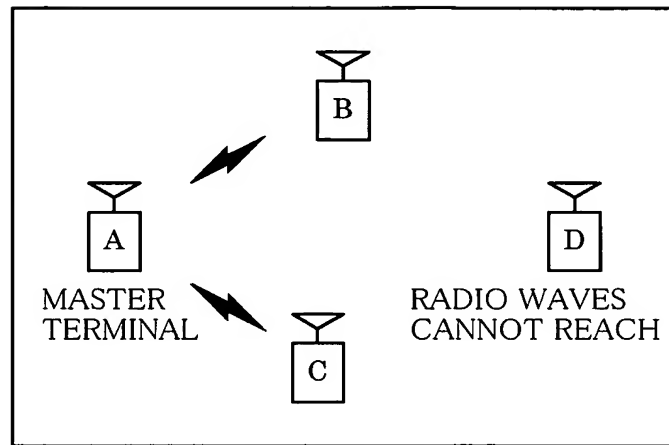 B
A
D
MASTER
TERMINAL
RADIO WAVES
CANNOT REACH
C